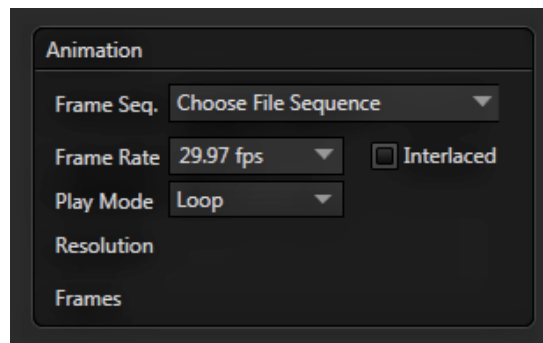 Animation
Frame Seq. Choose File Sequence
Frame Rate 29.97 fps Interlaced
Play Mode Loop
Resolution
Frames